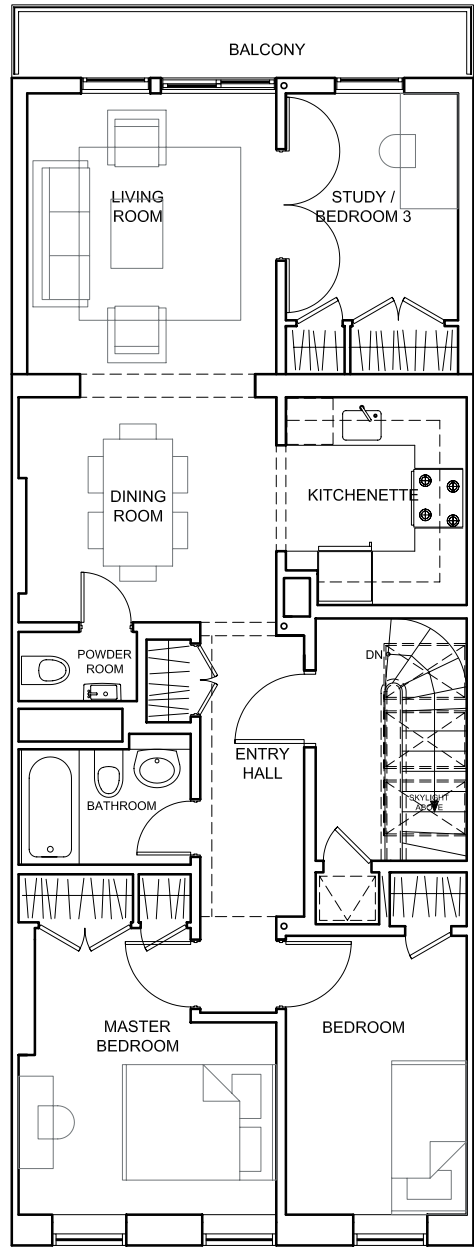 BALCONY
LIVING
ROOM
STUDY /
BEDROOM 3
DINING
ROOM
KITCHENETTE
POWDER
ROOM
DN
ENTRY
HALL
BATHROOM
SKYLIGHT
ABOVE
MASTER
BEDROOM
BEDROOM